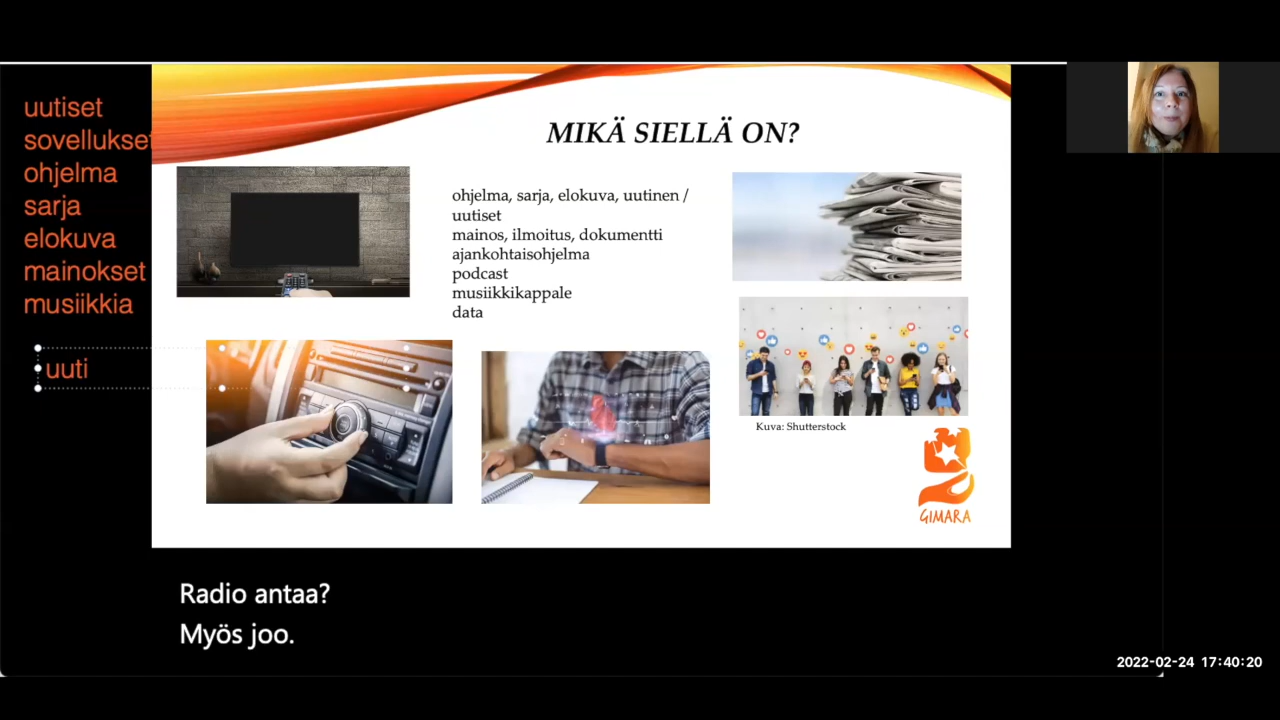 uutiset
sovellukset
ohjelma
sarja
elokuva
mainokset
musiikkia
uuti
MIKÄ SIELLÄ ON?
ohjelma, sarja, elokuva, uutinen /
uutiset
mainos, ilmoitus, dokumentti
ajankohtaisohjelma
podcast
musiikkikappale
data
Kuva: Shutterstock
GIMARA
Radio antaa?
Myös joo.
2022-02-24 17:40:20